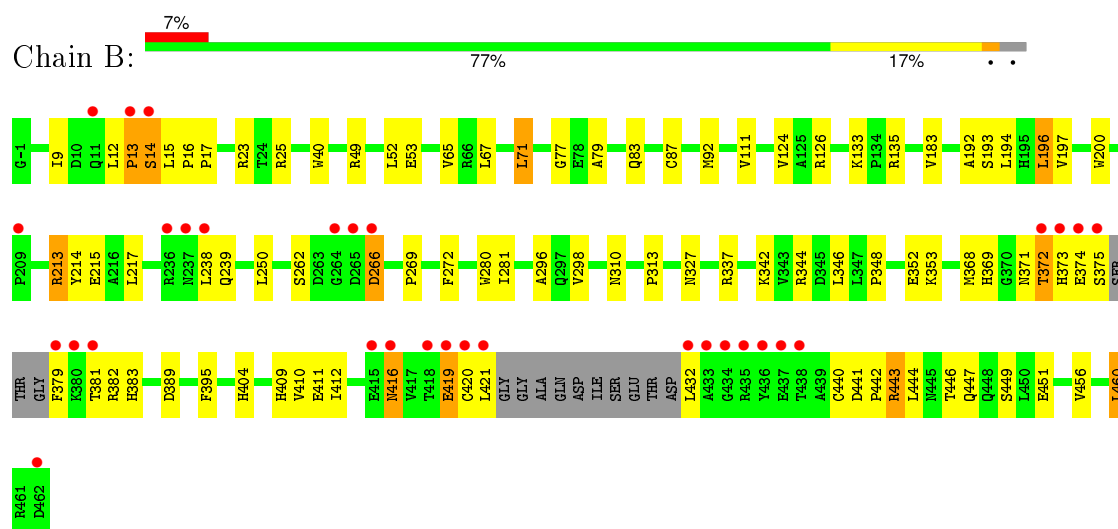 7%
Chain B:
77% 17% • •
G-1 I9 D10 Q11 L12 P13 S14 L15 P16 P17 R23 T24 R25 W40 R49 L52 E53 V65 R66 L67 L71 G77 E78 A79 Q83 C87 M92 V111 V124 A125 R126 K133 P134 R135 V183 A192 S193 L194 H195 L196 V197 W200
P209 R213 Y214 E215 A216 L217 R236 N237 L238 Q239 L250 S262 D263 G264 D265 D266 P269 F272 W280 I281 A296 Q297 V298 N310 P313 N327 R337 K342 V343 R344 D345 L346 L347 P348 E352 K353 M368 H369 G370 N371 T372 H373 E374 S375 SER
THR GLY F379 K380 T381 R382 H383 D389 F395 H404 H409 V410 E411 I412 E415 N416 V417 T418 E419 C420 L421 GLY GLY ALA GLN ASP ILE SER GLU THR ASP L432 A433 G434 R435 Y436 E437 T438 A439 C440 D441 P442 R443 L444 N445 T446 Q447 Q448 S449 L450 E451 V456 L460
R461 D462